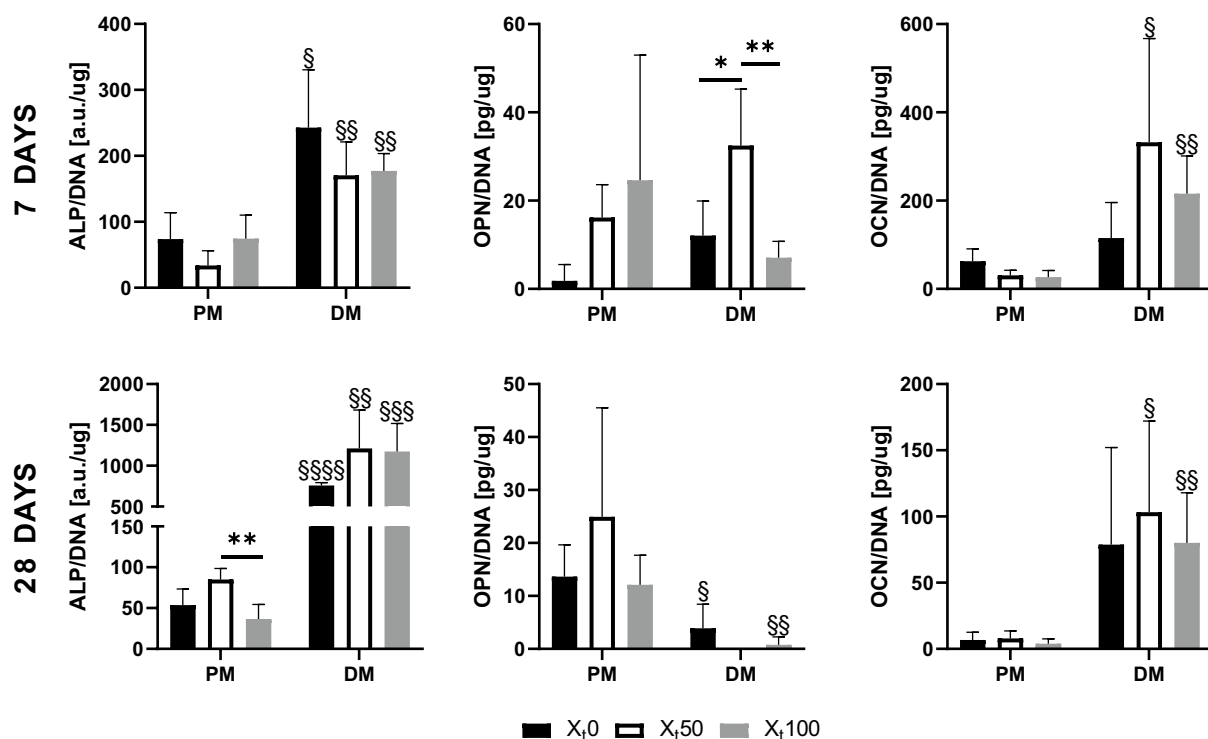 7 DAYS
ALP/DNA [a.u./ug]
400
300
200
100
0
§
§§
§§
PM
DM
OPN/DNA [pg/ug]
60
40
20
0
*
**
PM
DM
OCN/DNA [pg/ug]
600
400
200
0
§
§§
PM
DM
28 DAYS
ALP/DNA [a.u./ug]
2000
1500
1000
500
150
100
50
0
**
§§§§
§§
§§§
PM
DM
OPN/DNA [pg/ug]
50
40
30
20
10
0
§
§§
PM
DM
OCN/DNA [pg/ug]
200
150
100
50
0
§
§§
PM
DM
X₁0 X₁50 X₁100